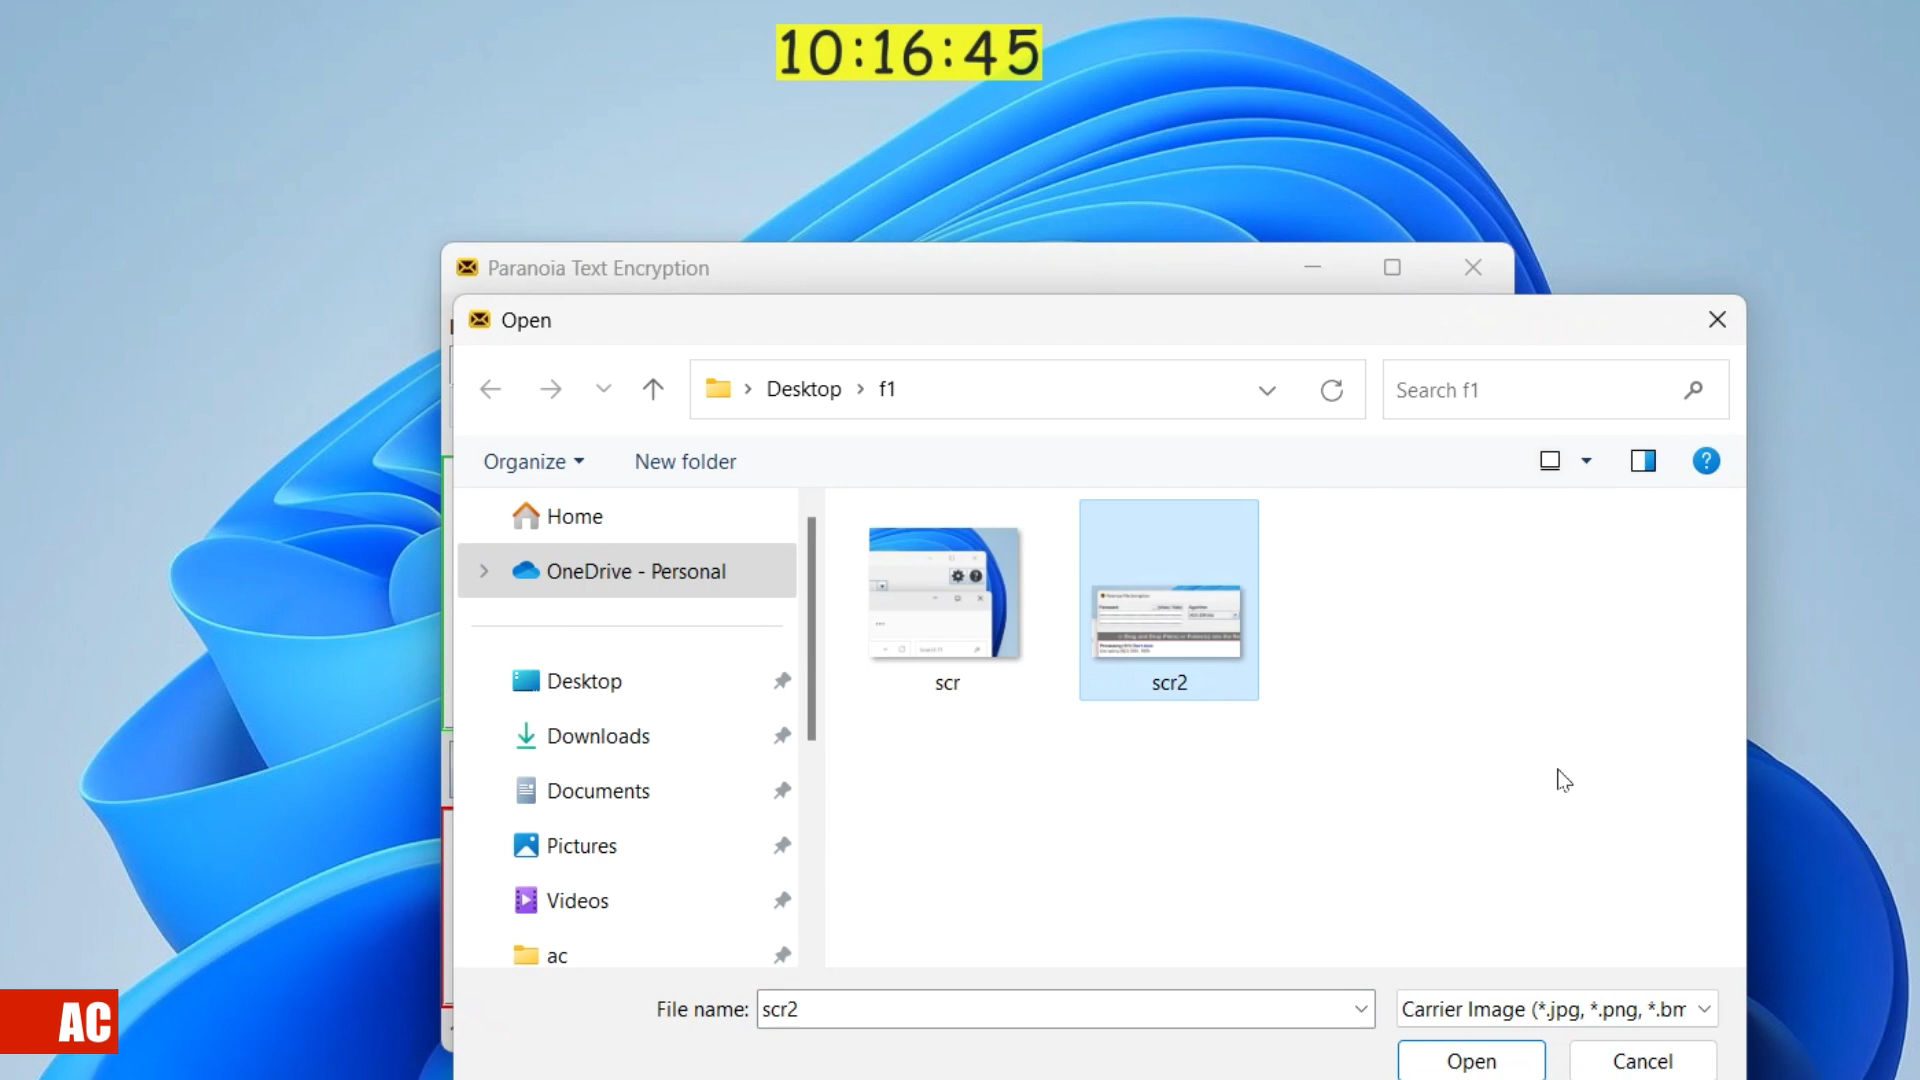 10:16:45
Paranoia Text Encryption
Open
Desktop > f1
Search f1
Organize
New folder
Home
OneDrive - Personal
Desktop
Downloads
Documents
Pictures
Videos
ac
scr
scr2
File name: scr2
Carrier Image (*.jpg, *.png, *.bm
Open
Cancel
AC